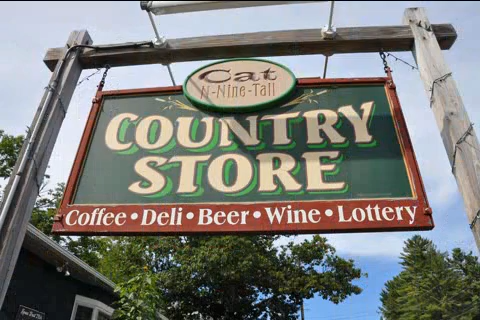 Cat
N-Nine-Tail
COUNTRY
STORE
Coffee • Deli • Beer • Wine • Lottery